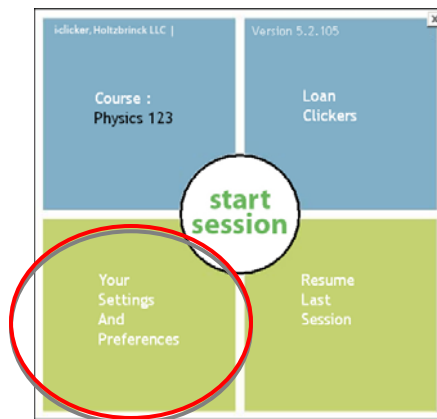 i-clicker, Holtzbrinck LLC |
Version 5.2.105
x
Course :
Physics 123
Loan
Clickers
start
session
Your
Settings
And
Preferences
Resume
Last
Session